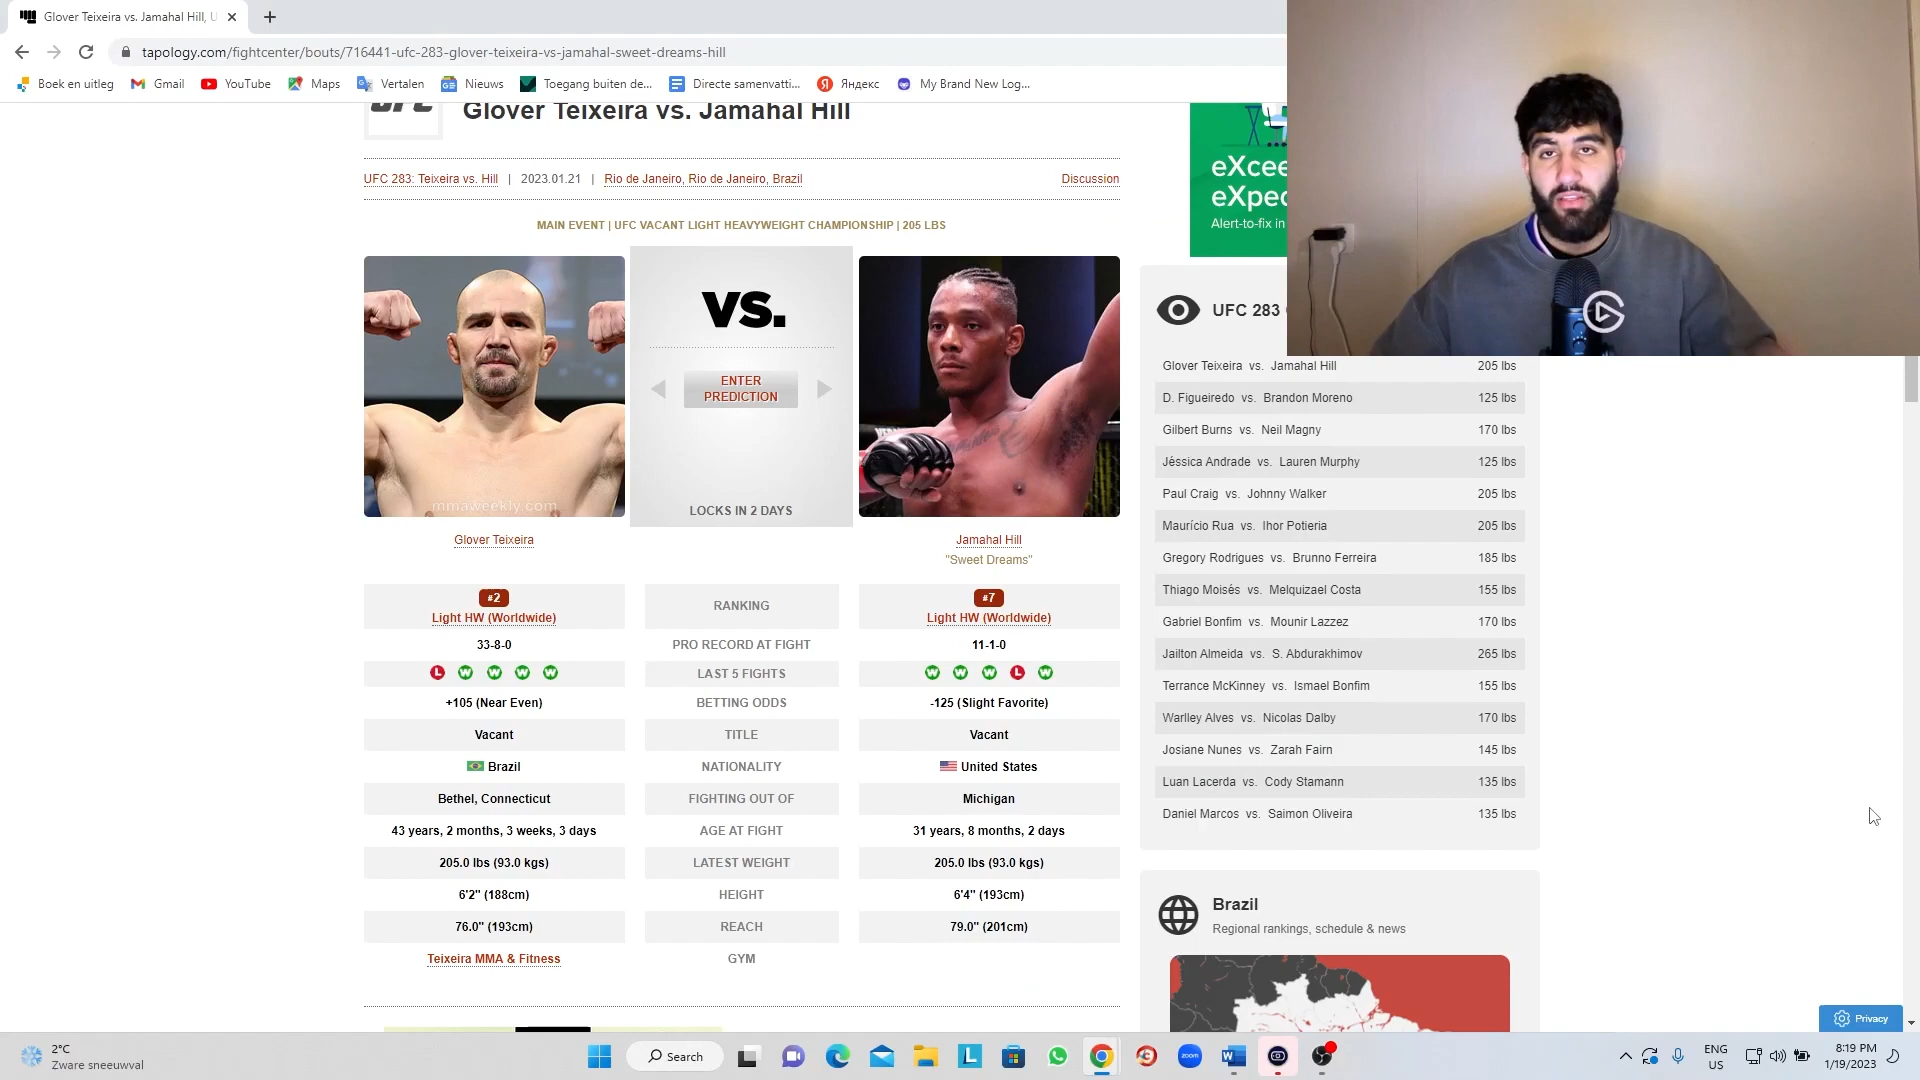 Glover Teixeira vs. Jamahal Hill, U
tapology.com/fightcenter/bouts/716441-ufc-283-glover-teixeira-vs-jamahal-sweet-dreams-hill
Boek en uitleg Gmail YouTube Maps Vertalen Nieuws Toegang buiten de... Directe samenvatti... Яндекс My Brand New Log...
UFC
Glover Teixeira vs. Jamahal Hill
UFC 283: Teixeira vs. Hill | 2023.01.21 | Rio de Janeiro, Rio de Janeiro, Brazil Discussion
MAIN EVENT | UFC VACANT LIGHT HEAVYWEIGHT CHAMPIONSHIP | 205 LBS
VS.
ENTER
PREDICTION
LOCKS IN 2 DAYS
mmaweekly.com
Glover Teixeira Jamahal Hill
"Sweet Dreams"
#2 RANKING #7
Light HW (Worldwide) Light HW (Worldwide)
33-8-0 PRO RECORD AT FIGHT 11-1-0
L W W W W LAST 5 FIGHTS W W W L W
+105 (Near Even) BETTING ODDS -125 (Slight Favorite)
Vacant TITLE Vacant
Brazil NATIONALITY United States
Bethel, Connecticut FIGHTING OUT OF Michigan
43 years, 2 months, 3 weeks, 3 days AGE AT FIGHT 31 years, 8 months, 2 days
205.0 lbs (93.0 kgs) LATEST WEIGHT 205.0 lbs (93.0 kgs)
6'2" (188cm) HEIGHT 6'4" (193cm)
76.0" (193cm) REACH 79.0" (201cm)
Teixeira MMA & Fitness GYM
eXcee
eXpec
Alert-to-fix in
UFC 283
Glover Teixeira vs. Jamahal Hill 205 lbs
D. Figueiredo vs. Brandon Moreno 125 lbs
Gilbert Burns vs. Neil Magny 170 lbs
Jéssica Andrade vs. Lauren Murphy 125 lbs
Paul Craig vs. Johnny Walker 205 lbs
Maurício Rua vs. Ihor Potieria 205 lbs
Gregory Rodrigues vs. Brunno Ferreira 185 lbs
Thiago Moisés vs. Melquizael Costa 155 lbs
Gabriel Bonfim vs. Mounir Lazzez 170 lbs
Jailton Almeida vs. S. Abdurakhimov 265 lbs
Terrance McKinney vs. Ismael Bonfim 155 lbs
Warlley Alves vs. Nicolas Dalby 170 lbs
Josiane Nunes vs. Zarah Fairn 145 lbs
Luan Lacerda vs. Cody Stamann 135 lbs
Daniel Marcos vs. Saimon Oliveira 135 lbs
Brazil
Regional rankings, schedule & news
Privacy
2°C
Zware sneeuwval
Search
zoom
ENG
US
8:19 PM
1/19/2023